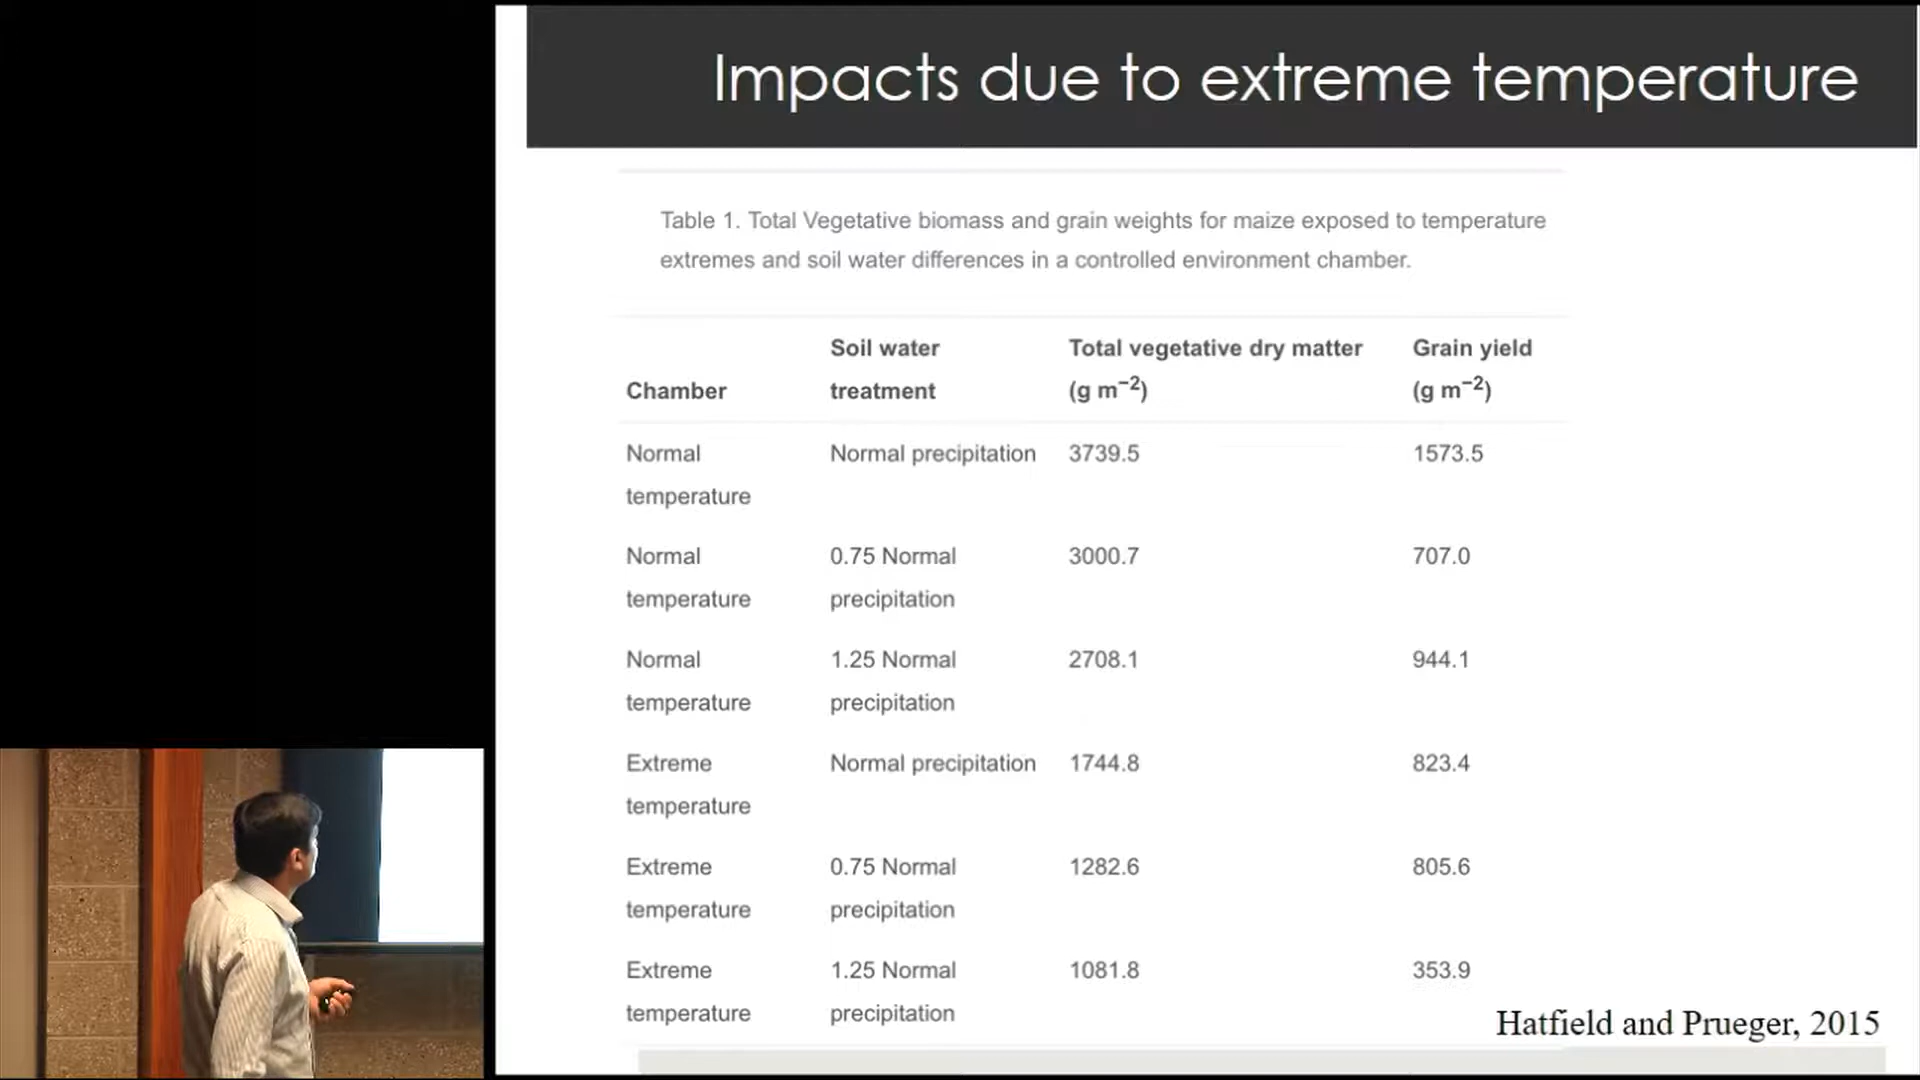 Impacts due to extreme temperature
Table 1. Total Vegetative biomass and grain weights for maize exposed to temperature
extremes and soil water differences in a controlled environment chamber.
Chamber
Soil water
treatment
Total vegetative dry matter
(g m⁻²)
Grain yield
(g m⁻²)
Normal
temperature
Normal precipitation
3739.5
1573.5
Normal
temperature
0.75 Normal
precipitation
3000.7
707.0
Normal
temperature
1.25 Normal
precipitation
2708.1
944.1
Extreme
temperature
Normal precipitation
1744.8
823.4
Extreme
temperature
0.75 Normal
precipitation
1282.6
805.6
Extreme
temperature
1.25 Normal
precipitation
1081.8
353.9
Hatfield and Prueger, 2015